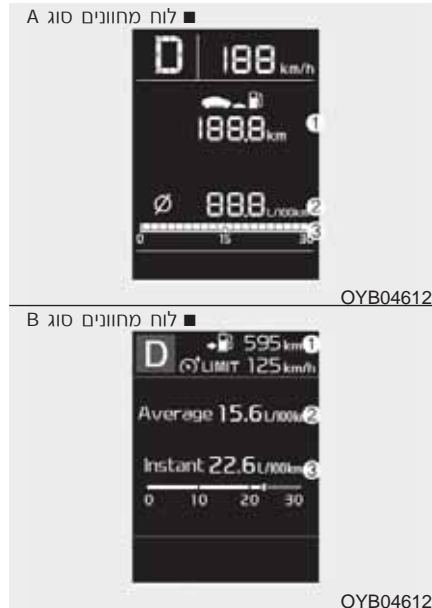 ■ לוח מחוונים סוג A
D 188 km/h
188.8 km ①
Ø 88.8 L/100km ②
③
0 15 30
OYB04612
■ לוח מחוונים סוג B
D 595 km ①
LIMIT 125 km/h
Average 15.6 L/100km ②
Instant 22.6 L/100km ③
0 10 20 30
OYB04612